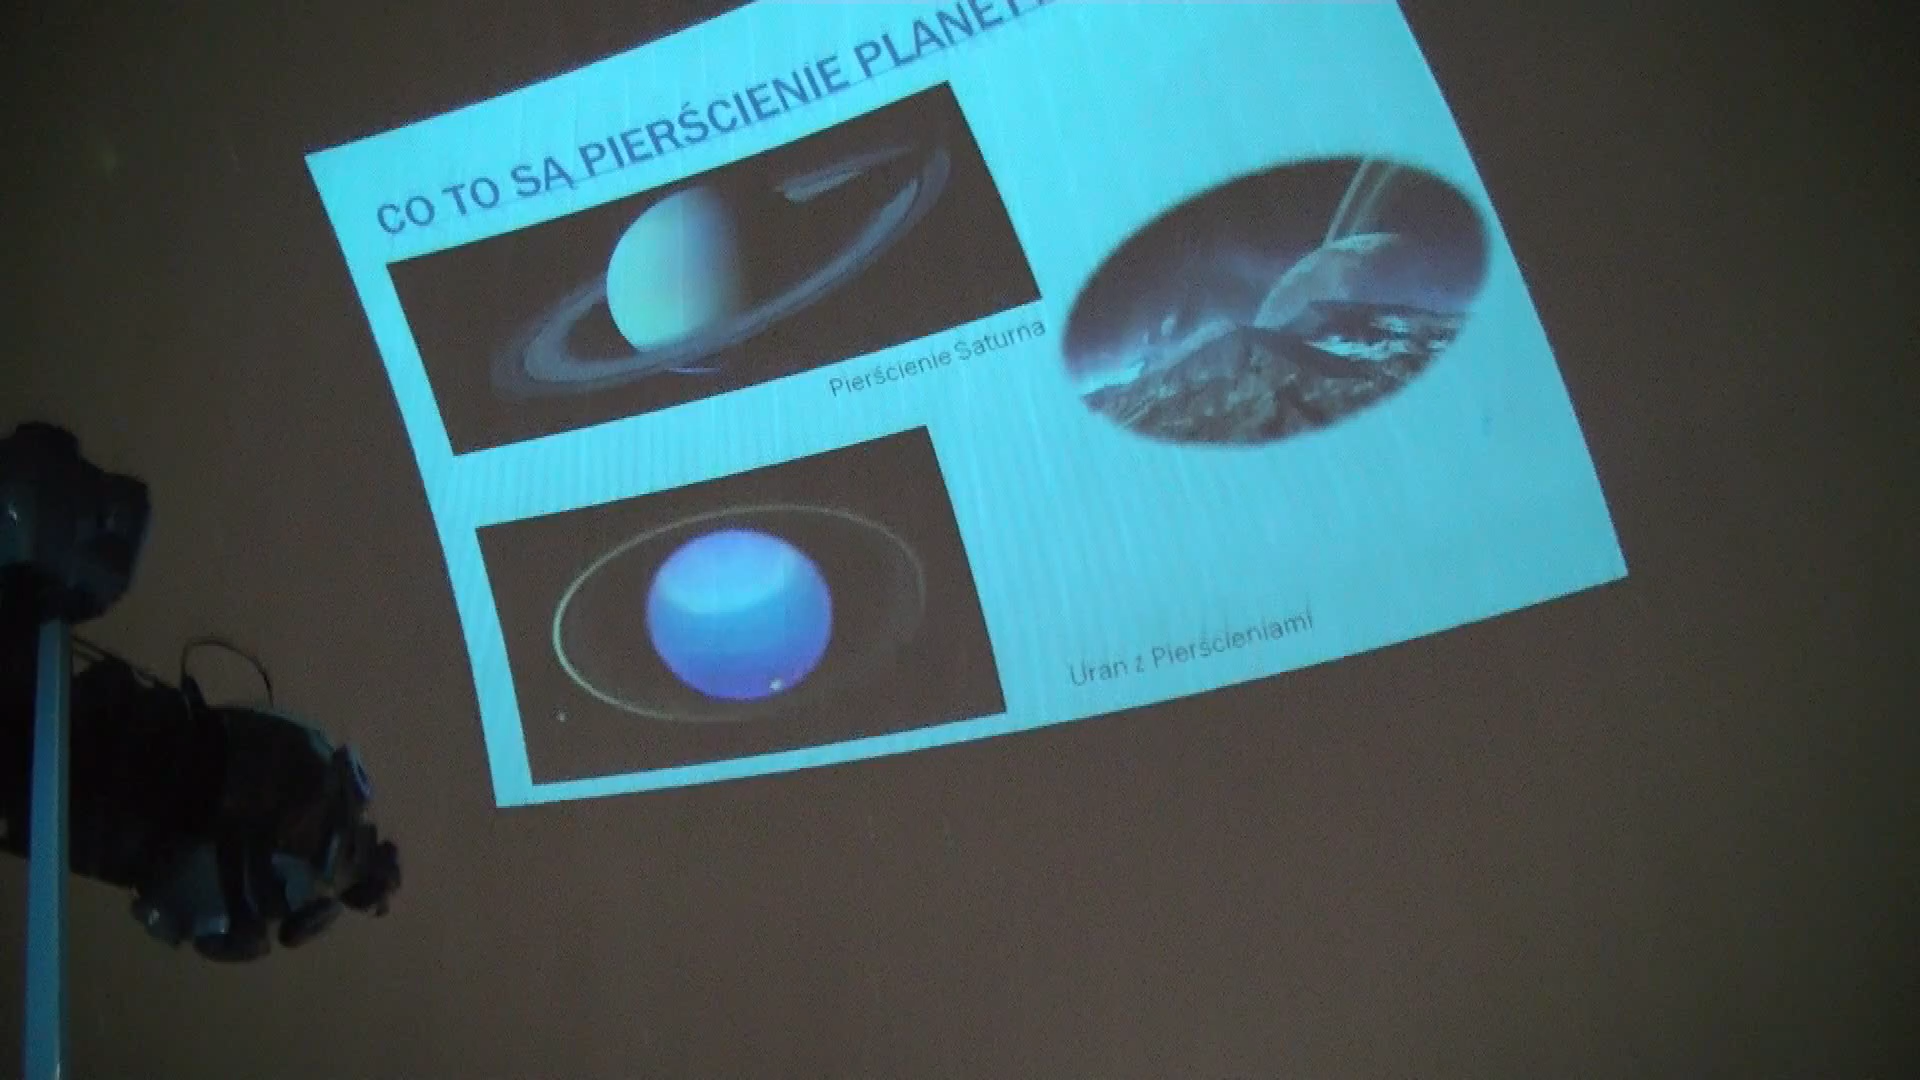 CO TO SĄ PIERŚCIENIE
Pierścienie Saturna
Uran z Pierścieniami